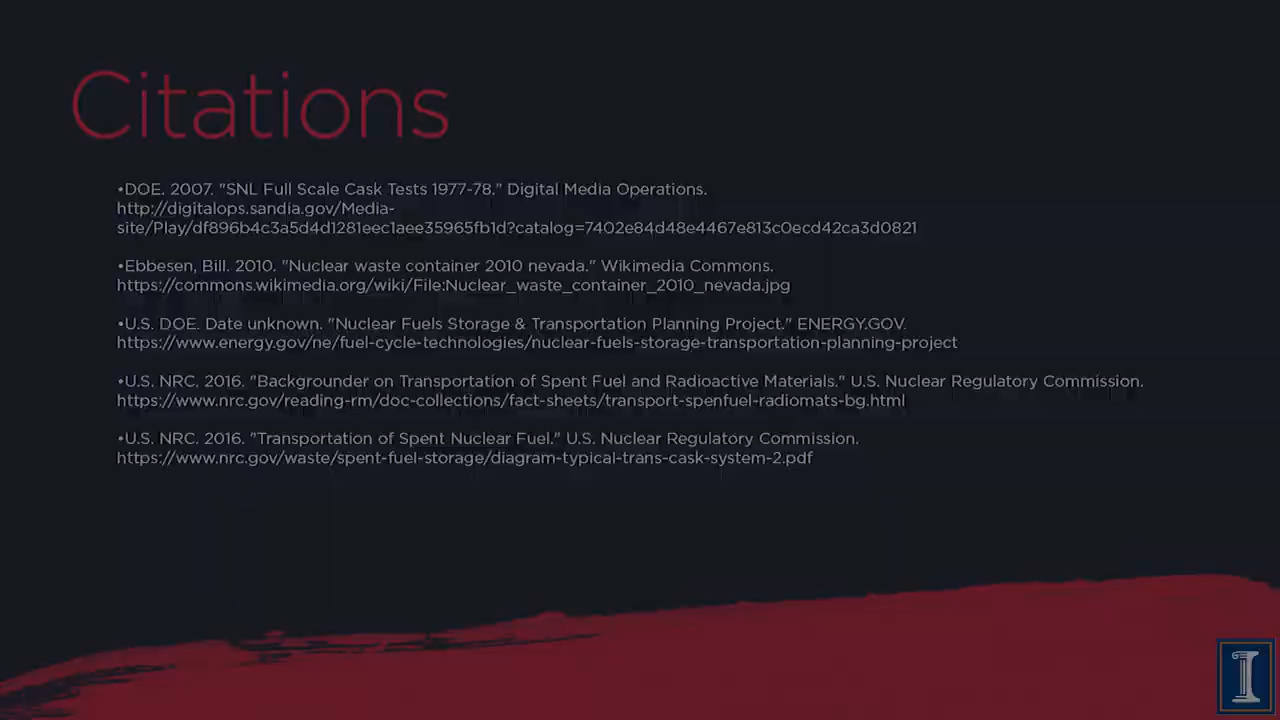 Citations
•DOE. 2007. "SNL Full Scale Cask Tests 1977-78." Digital Media Operations.
http://digitalops.sandia.gov/Media-
site/Play/df896b4c3a5d4d1281eec1aee35965fb1d?catalog=7402e84d48e4467e813c0ecd42ca3d0821
•Ebbesen, Bill. 2010. "Nuclear waste container 2010 nevada." Wikimedia Commons.
https://commons.wikimedia.org/wiki/File:Nuclear_waste_container_2010_nevada.jpg
•U.S. DOE. Date unknown. "Nuclear Fuels Storage & Transportation Planning Project." ENERGY.GOV.
https://www.energy.gov/ne/fuel-cycle-technologies/nuclear-fuels-storage-transportation-planning-project
•U.S. NRC. 2016. "Backgrounder on Transportation of Spent Fuel and Radioactive Materials." U.S. Nuclear Regulatory Commission.
https://www.nrc.gov/reading-rm/doc-collections/fact-sheets/transport-spenfuel-radiomats-bg.html
•U.S. NRC. 2016. "Transportation of Spent Nuclear Fuel." U.S. Nuclear Regulatory Commission.
https://www.nrc.gov/waste/spent-fuel-storage/diagram-typical-trans-cask-system-2.pdf
I